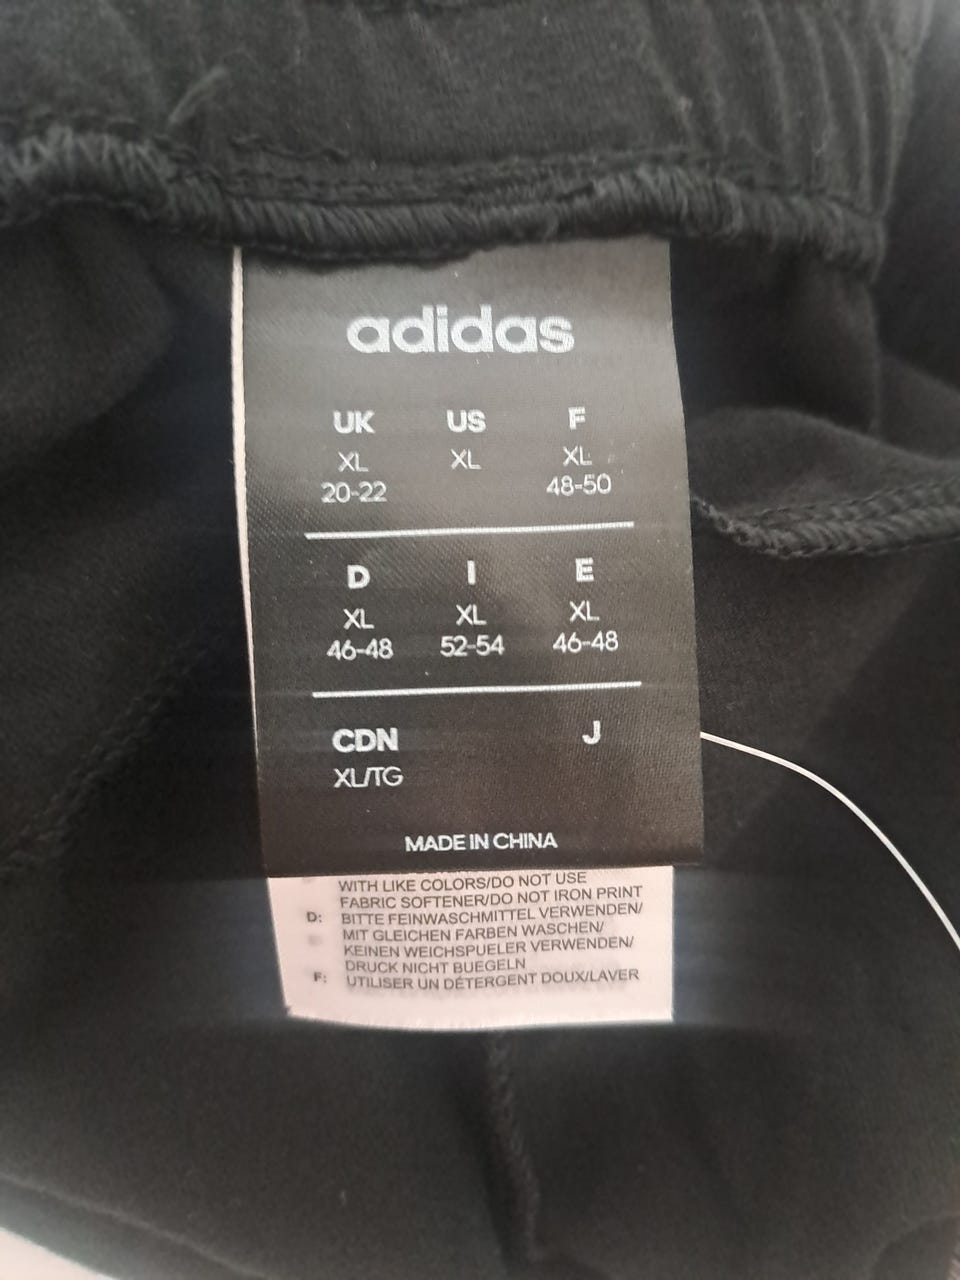 adidas
UK US F
XL XL XL
20-22 48-50
D I E
XL XL XL
46-48 52-54 46-48
CDN J
XL/TG
MADE IN CHINA
WITH LIKE COLORS/DO NOT USE
FABRIC SOFTENER/DO NOT IRON PRINT
D: BITTE FEINWASCHMITTEL VERWENDEN/
MIT GLEICHEN FARBEN WASCHEN/
KEINEN WEICHSPUELER VERWENDEN/
DRUCK NICHT BUEGELN
F: UTILISER UN DÉTERGENT DOUX/LAVER